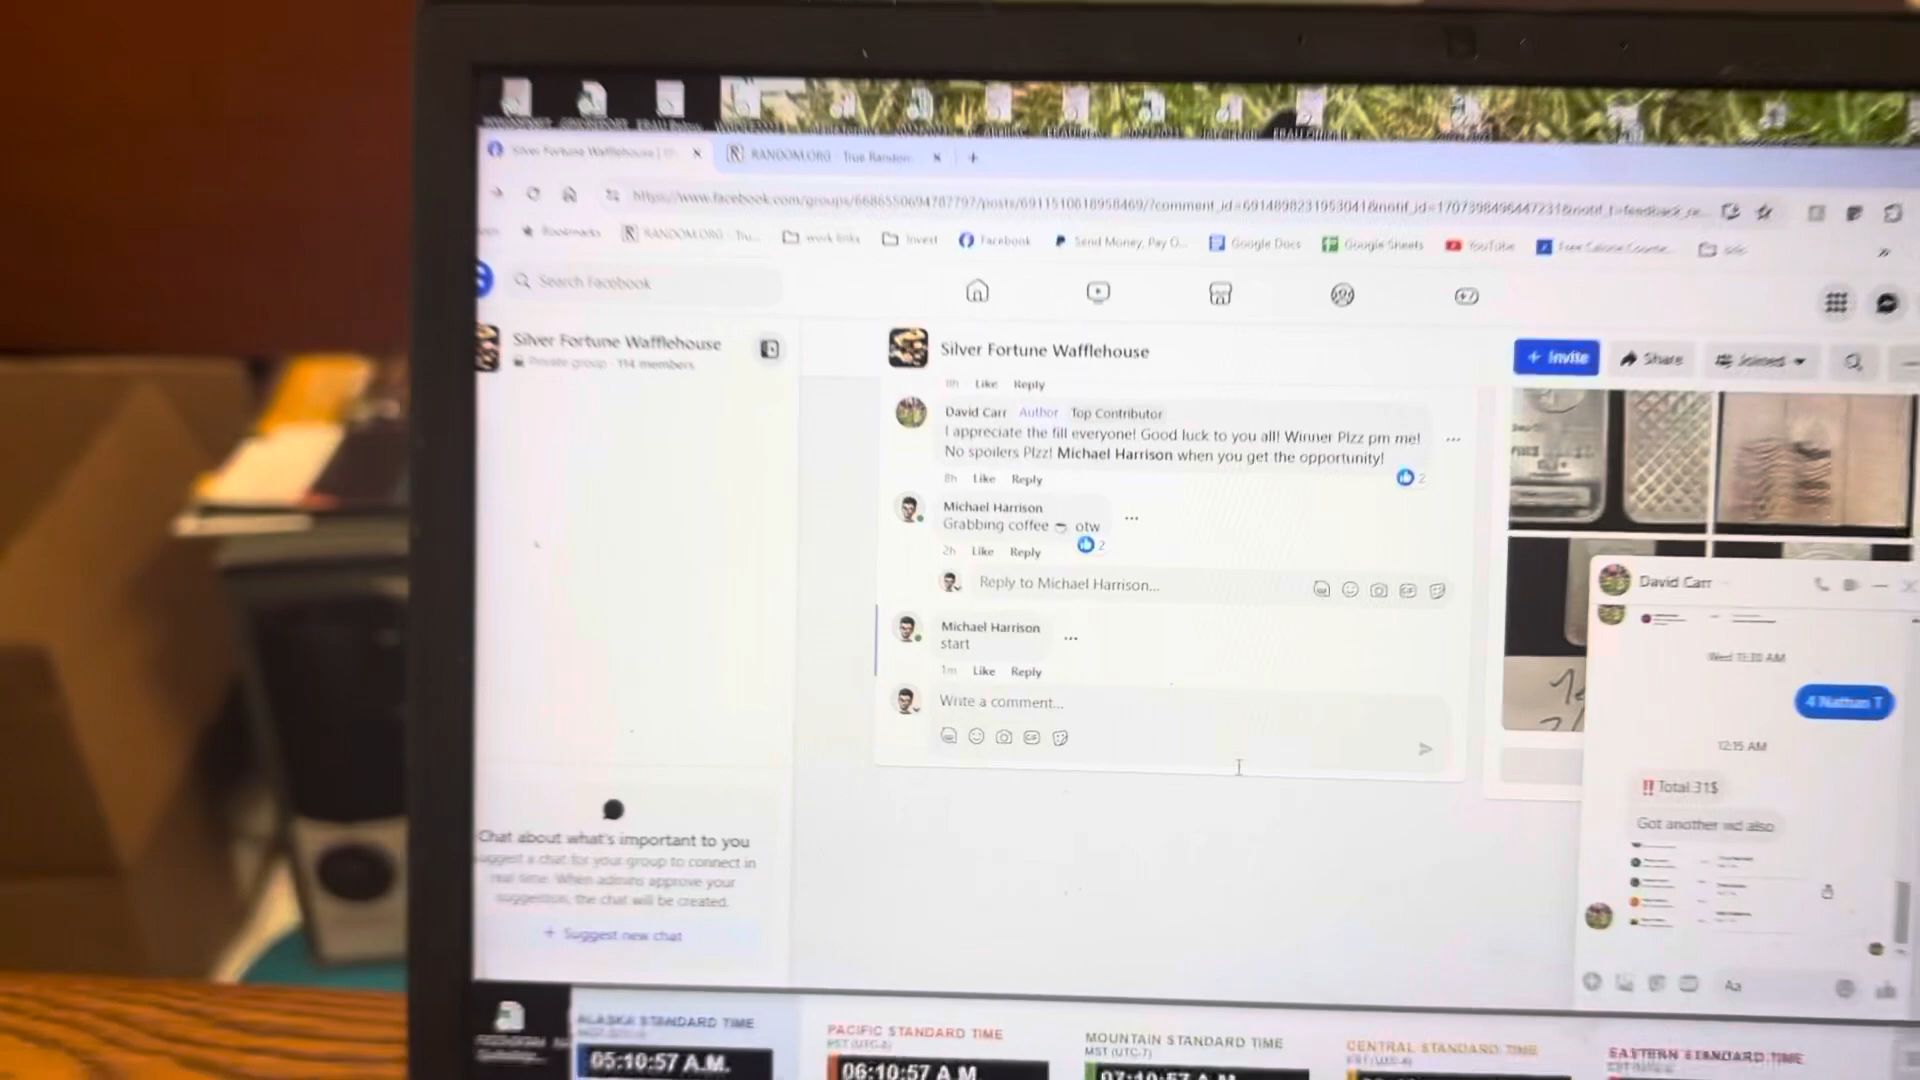 Silver Fortune Wafflehouse
RANDOM.ORG - True Random
https://www.facebook.com/groups/6686550694787797/posts/6911510618958469/?comment_id=6914898231953041&notif_id=1707398496447231&notif_t=feedback_re...
Bookmarks
RANDOM.ORG - Tru...
work links
Invest
Facebook
Send Money, Pay O...
Google Docs
Google Sheets
YouTube
Free Calorie Counte...
Search Facebook
Silver Fortune Wafflehouse
Private group · 114 members
Silver Fortune Wafflehouse
+ Invite
Share
Joined
8h Like Reply
David Carr Author Top Contributor
I appreciate the fill everyone! Good luck to you all! Winner Plzz pm me!
No spoilers Plzz! Michael Harrison when you get the opportunity!
8h Like Reply
2
Michael Harrison
Grabbing coffee otw
2
2h Like Reply
Reply to Michael Harrison...
Michael Harrison
start
1m Like Reply
Write a comment...
Chat about what's important to you
Suggest a chat for your group to connect in
real time. When admins approve your
suggestion, the chat will be created.
+ Suggest new chat
David Carr
Wed 11:30 AM
4 Nathan T
12:15 AM
‼Total 31$
Got another wd also
Aa
ALASKA STANDARD TIME
05:10:57 A.M.
PACIFIC STANDARD TIME
PST (UTC-8)
06:10:57 A.M.
MOUNTAIN STANDARD TIME
MST (UTC-7)
07:10:57 A.M.
CENTRAL STANDARD TIME
EASTERN STANDARD TIME